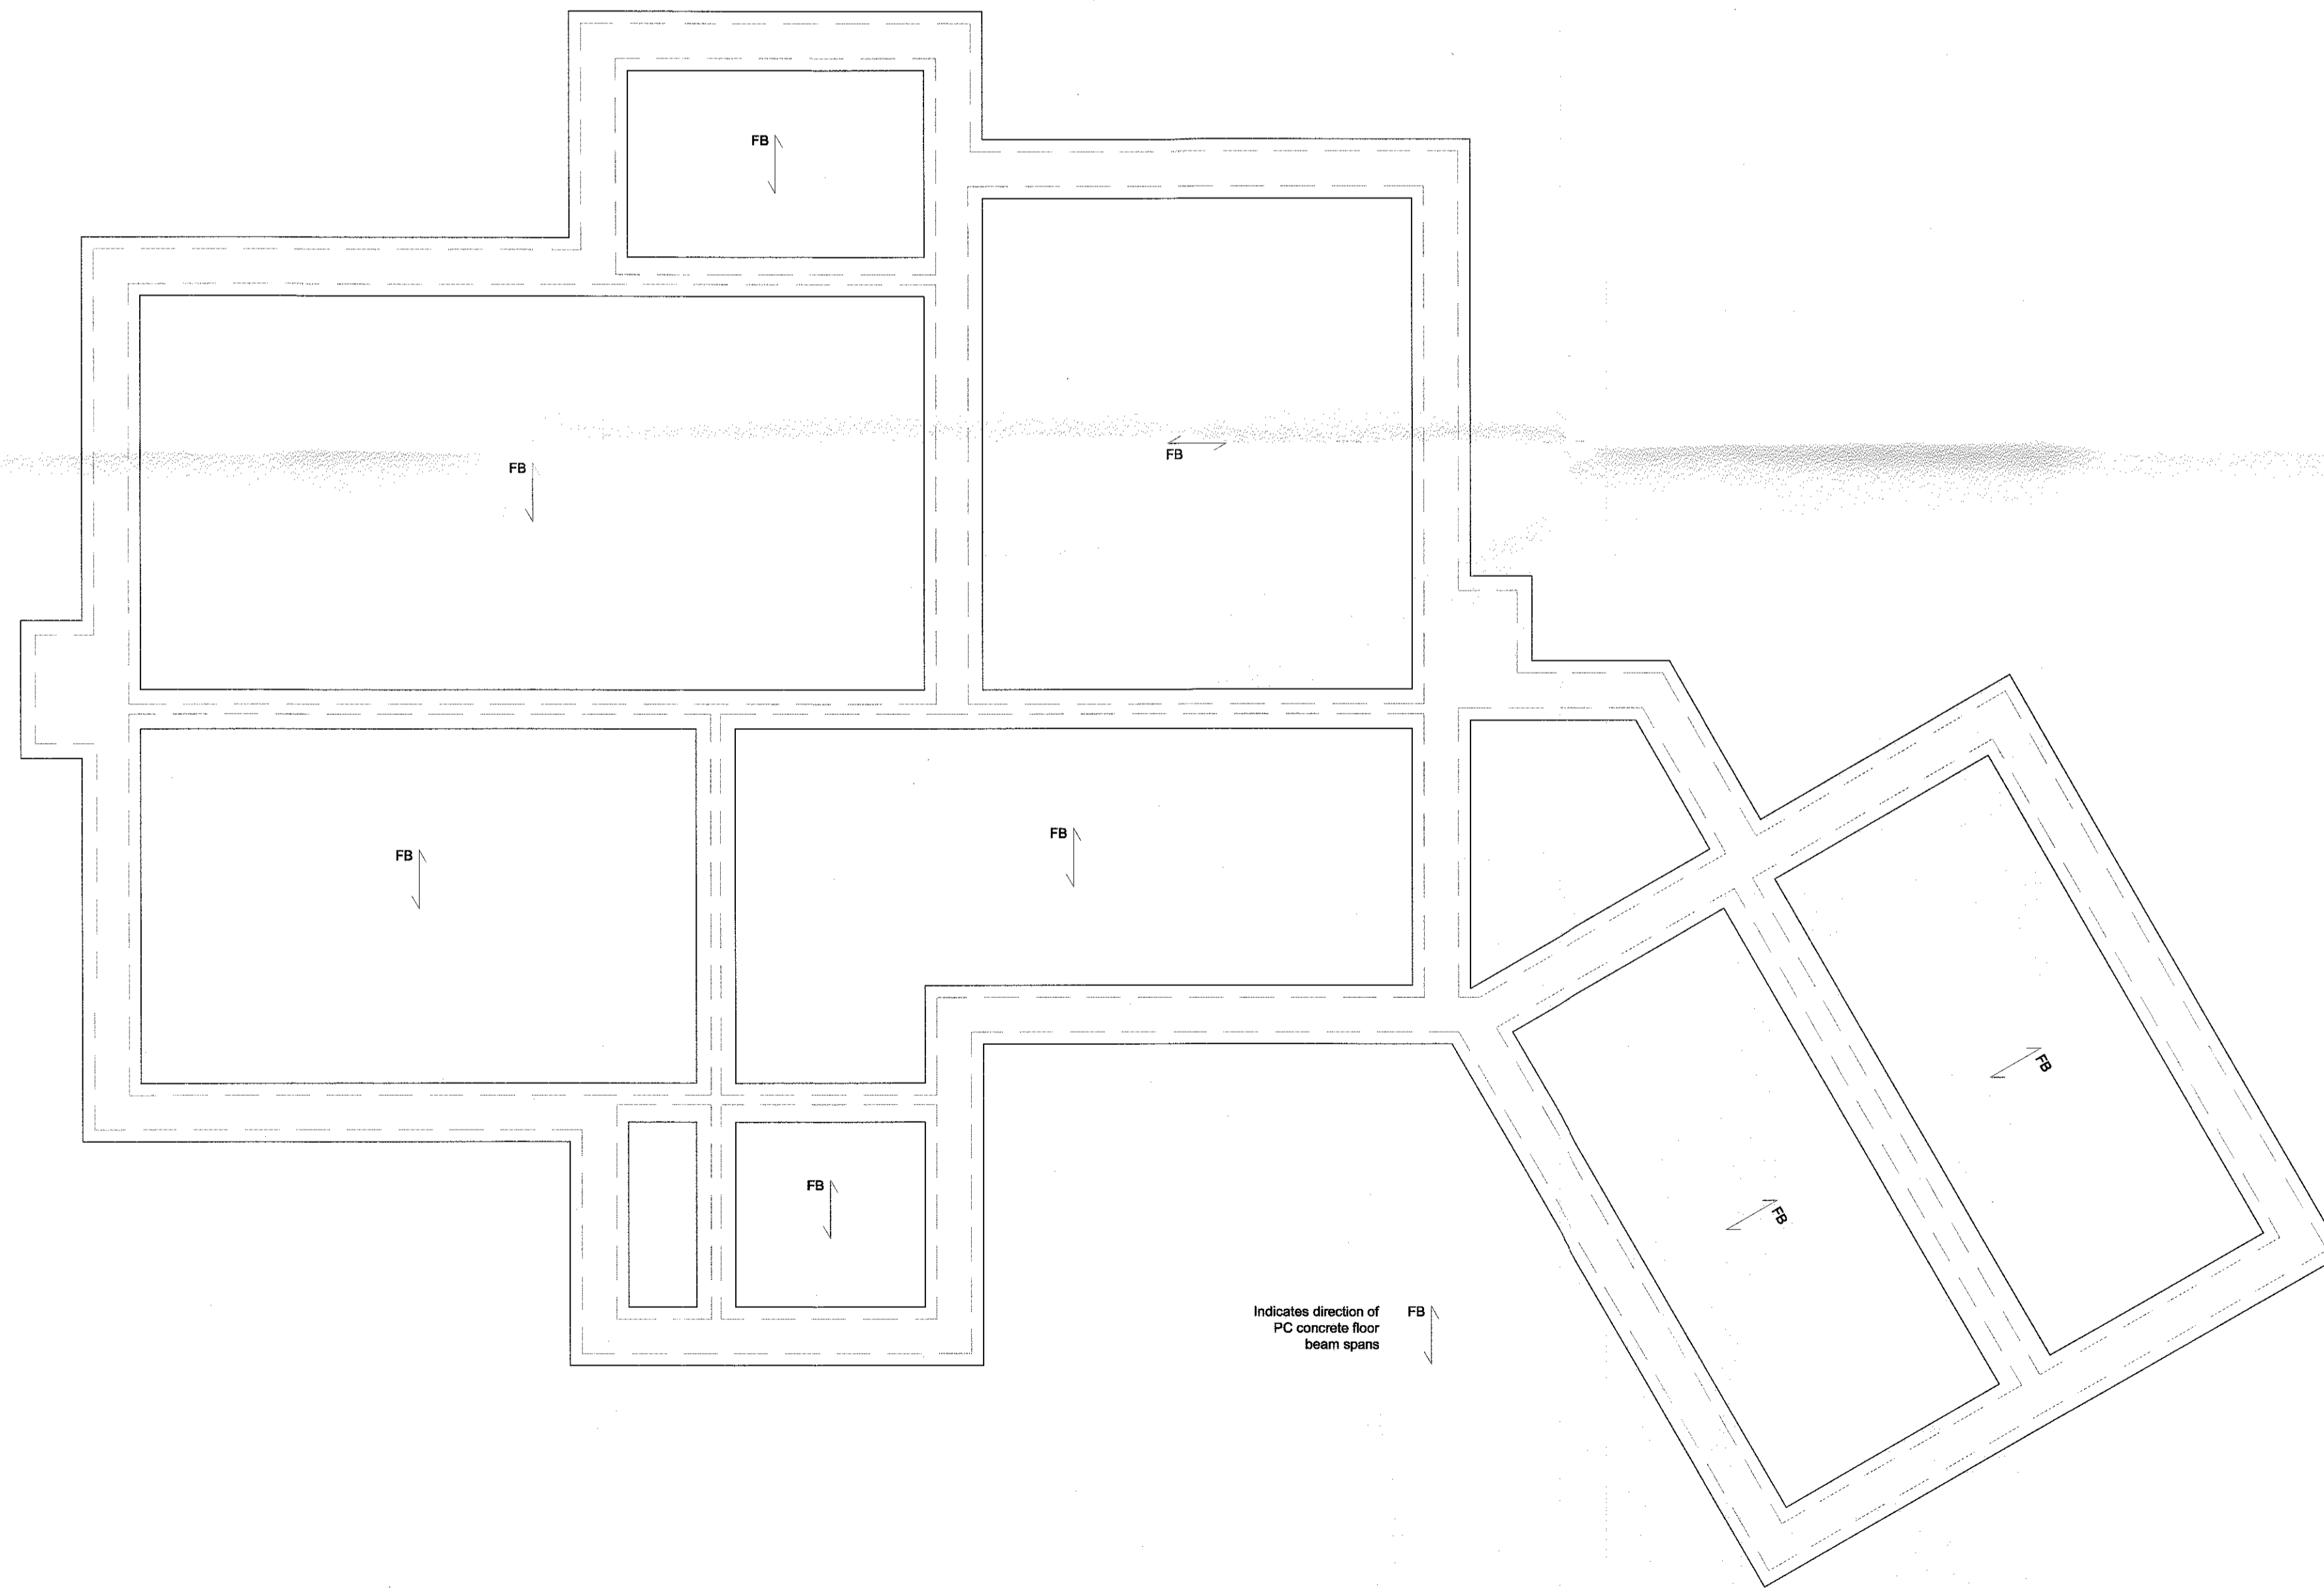 FB
FB
FB
FB
FB
FB
FB
FB
Indicates direction of
PC concrete floor
beam spans
FB